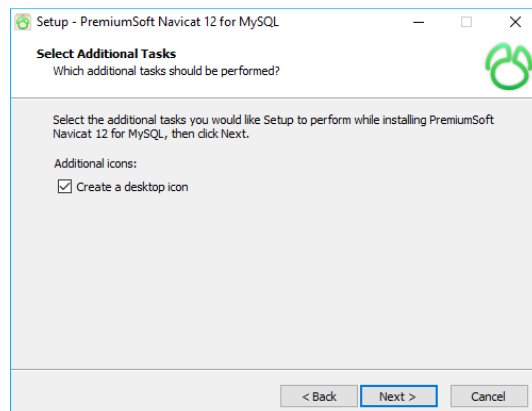 Setup - PremiumSoft Navicat 12 for MySQL
Select Additional Tasks
Which additional tasks should be performed?
Select the additional tasks you would like Setup to perform while installing PremiumSoft
Navicat 12 for MySQL, then click Next.
Additional icons:
Create a desktop icon
< Back
Next >
Cancel